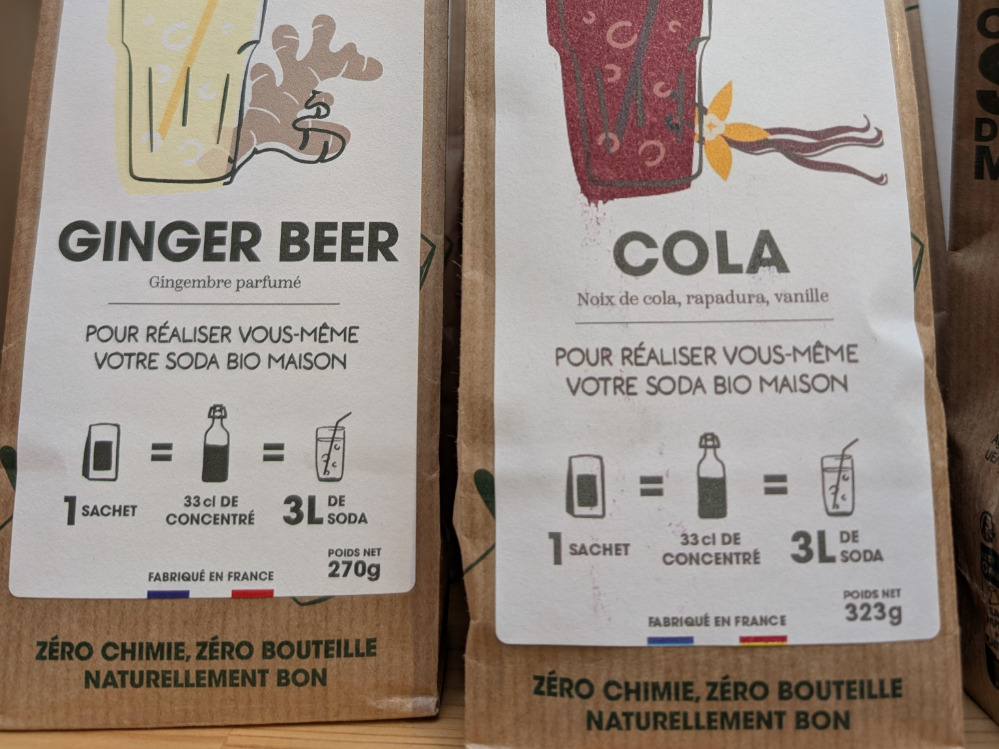 GINGER BEER
Gingembre parfumé
POUR RÉALISER VOUS-MÊME
VOTRE SODA BIO MAISON
=
=
1 SACHET
33 cl DE
CONCENTRÉ
3L DE
SODA
POIDS NET
270g
FABRIQUÉ EN FRANCE
ZÉRO CHIMIE, ZÉRO BOUTEILLE
NATURELLEMENT BON
COLA
Noix de cola, rapadura, vanille
POUR RÉALISER VOUS-MÊME
VOTRE SODA BIO MAISON
=
=
1 SACHET
33 cl DE
CONCENTRÉ
3L DE
SODA
POIDS NET
323g
FABRIQUÉ EN FRANCE
ZÉRO CHIMIE, ZÉRO BOUTEILLE
NATURELLEMENT BON